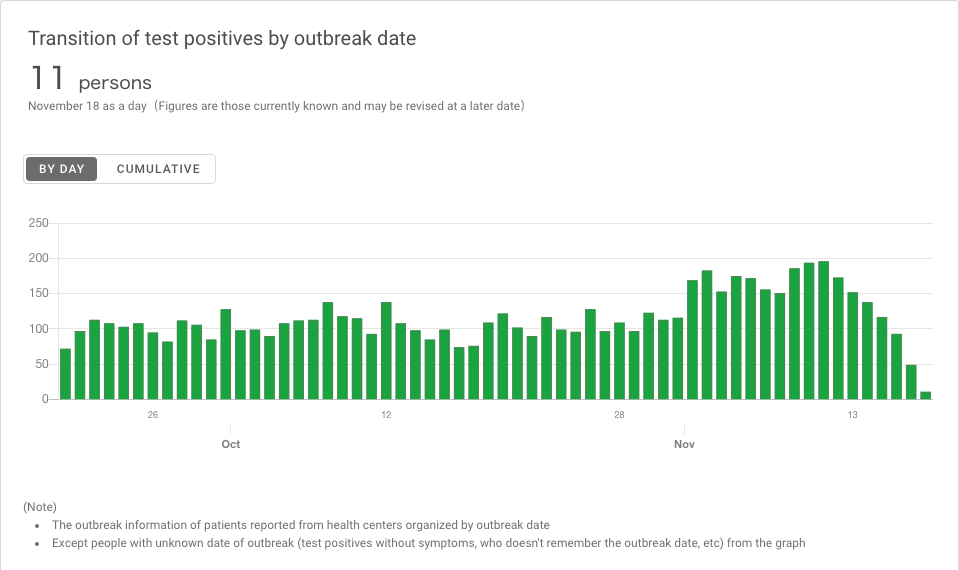 Transition of test positives by outbreak date
11 persons
November 18 as a day（Figures are those currently known and may be revised at a later date）
BY DAY CUMULATIVE
250
200
150
100
50
0
26 12 28 13
Oct Nov
(Note)
• The outbreak information of patients reported from health centers organized by outbreak date
• Except people with unknown date of outbreak (test positives without symptoms, who doesn't remember the outbreak date, etc) from the graph